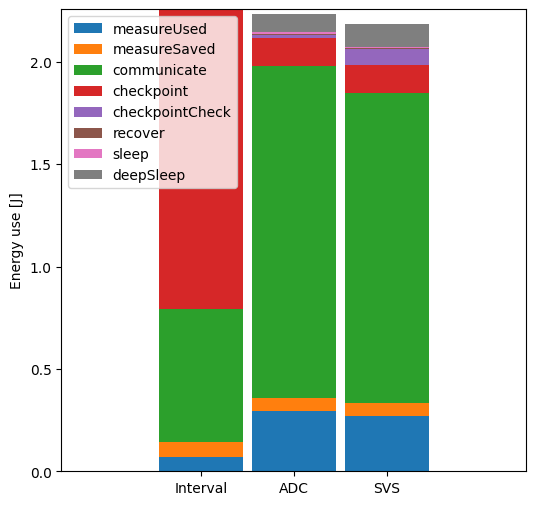 measureUsed
measureSaved
communicate
checkpoint
checkpointCheck
recover
sleep
deepSleep
Energy use [J]
2.0
1.5
1.0
0.5
0.0
Interval ADC SVS